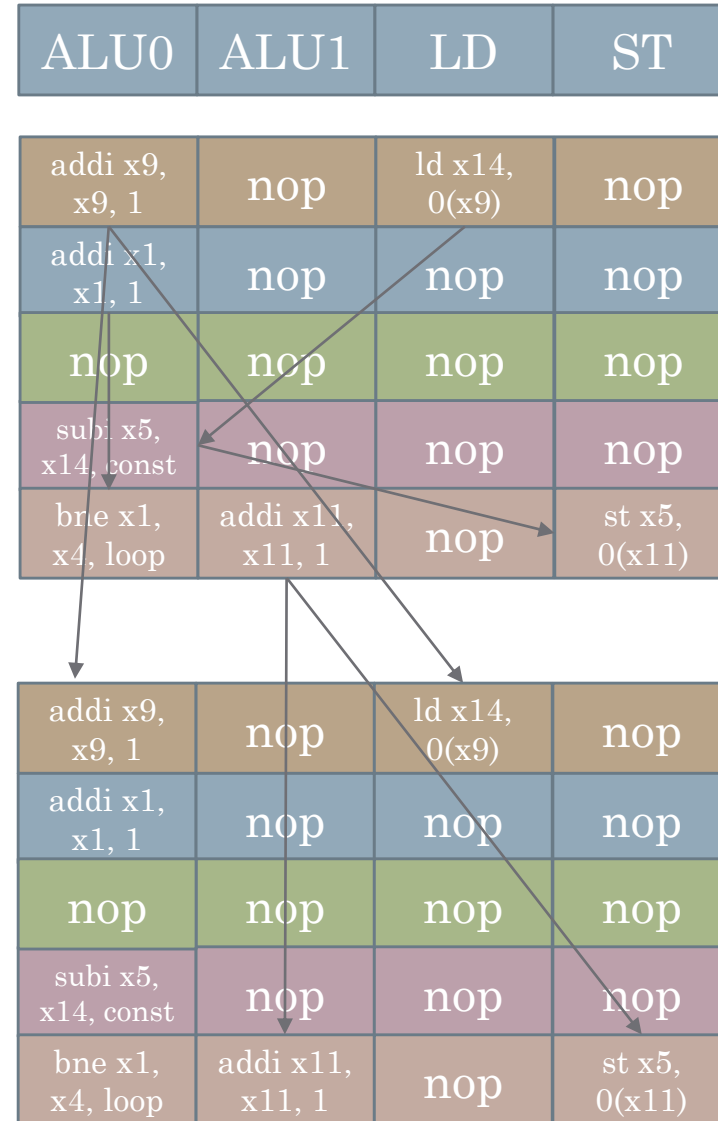 ALU0 ALU1 LD ST
addi x9, x9, 1 nop ld x14, 0(x9) nop
addi x1, x1, 1 nop nop nop
nop nop nop nop
subi x5, x14, const nop nop nop
bne x1, x4, loop addi x11, x11, 1 nop st x5, 0(x11)
addi x9, x9, 1 nop ld x14, 0(x9) nop
addi x1, x1, 1 nop nop nop
nop nop nop nop
subi x5, x14, const nop nop nop
bne x1, x4, loop addi x11, x11, 1 nop st x5, 0(x11)